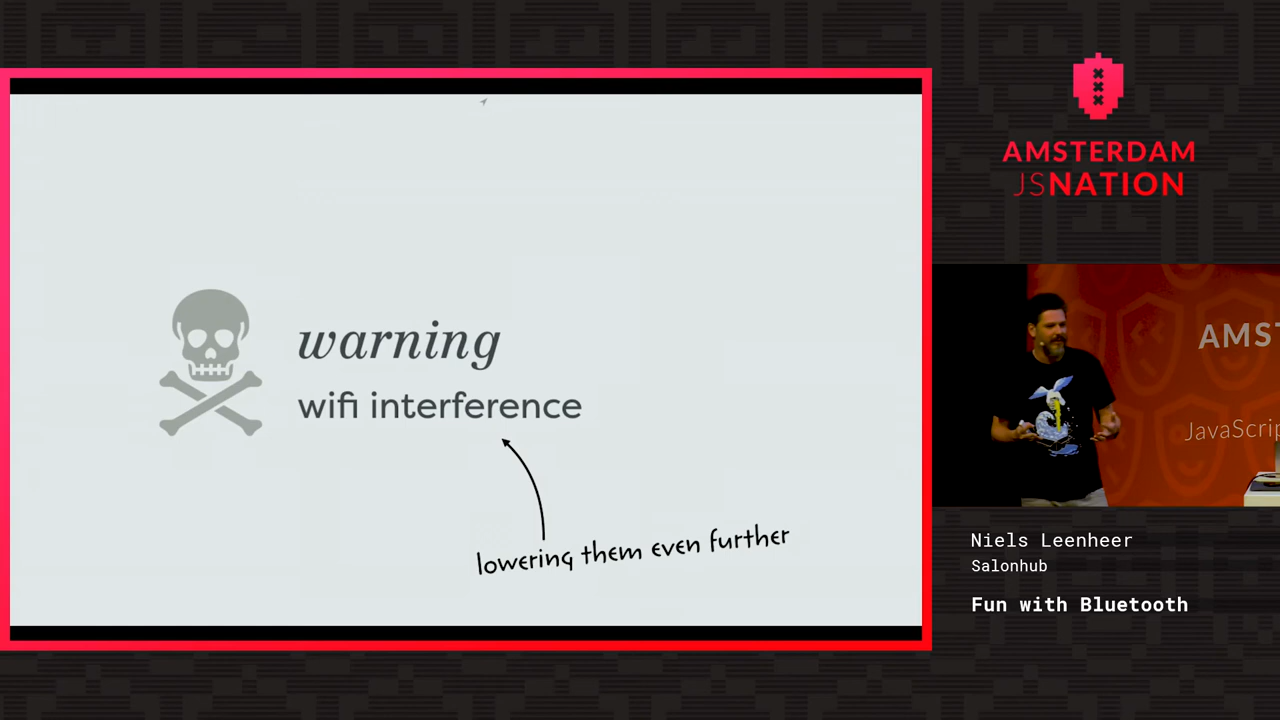 warning
wifi interference
lowering them even further
AMSTERDAM
JSNATION
AMST
JavaScrip
Niels Leenheer
Salonhub
Fun with Bluetooth